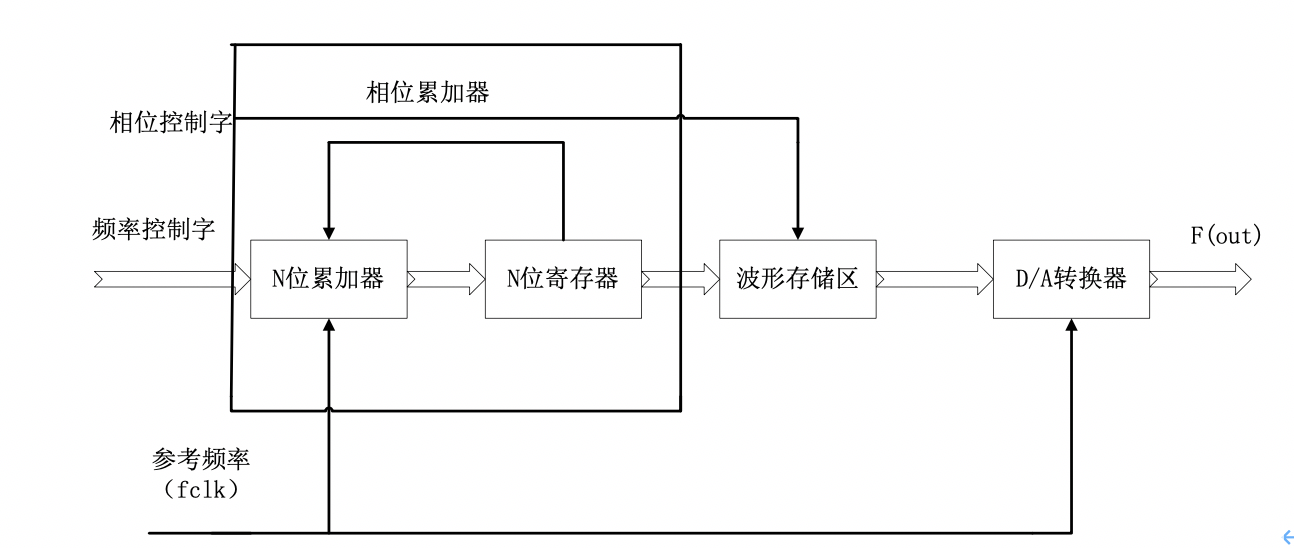 相位累加器
相位控制字
频率控制字
F(out)
N位累加器
N位寄存器
波形存储区
D/A转换器
参考频率
（fclk）